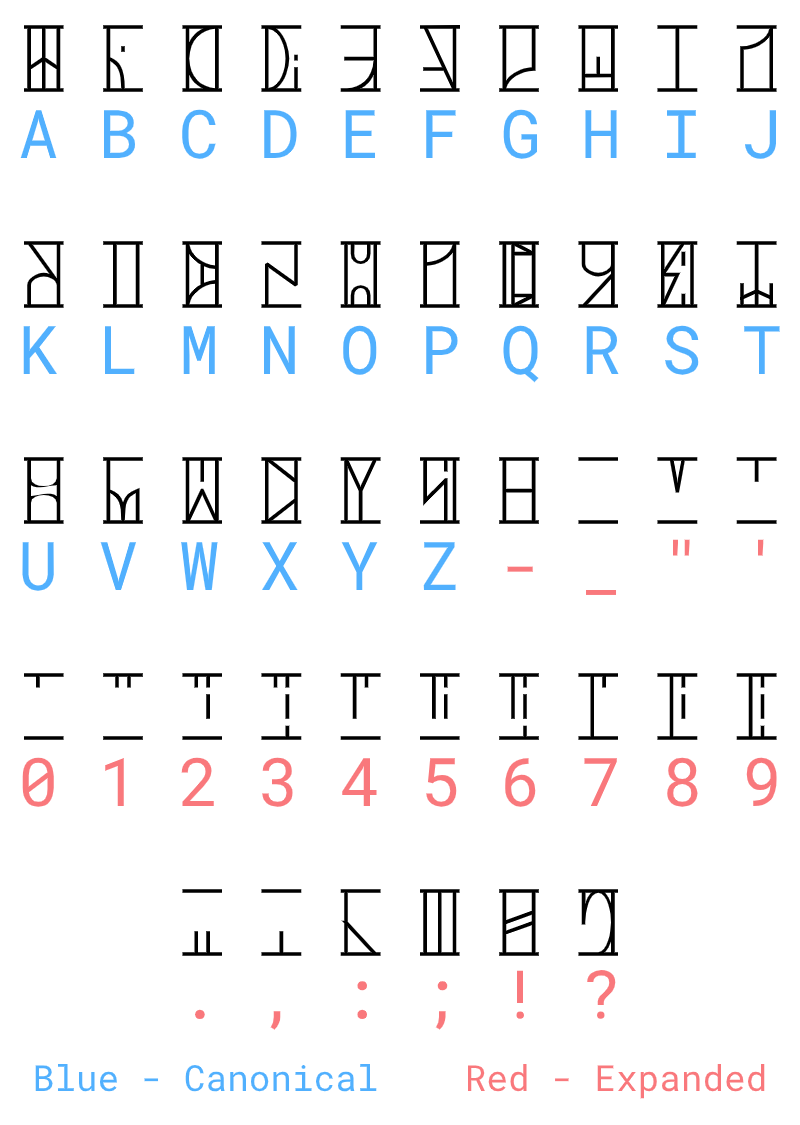 A B C D E F G H I J
K L M N O P Q R S T
U V W X Y Z - _ " '
0 1 2 3 4 5 6 7 8 9
. , : ; ! ?
Blue - Canonical Red - Expanded